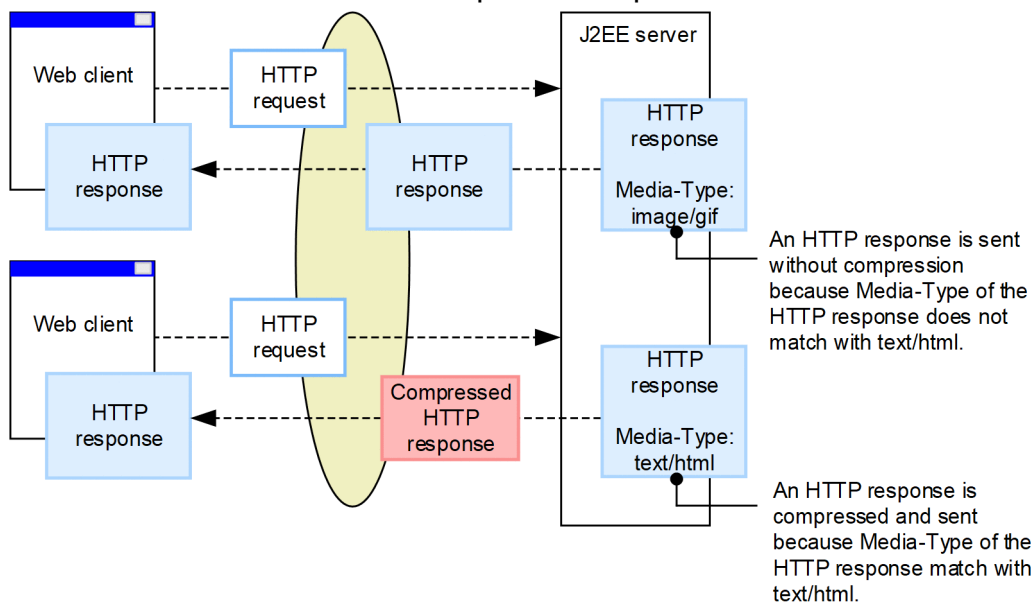 J2EE server
Web client
HTTP
request
HTTP
response
HTTP
response
HTTP
response
Media-Type:
image/gif
An HTTP response is sent
without compression
because Media-Type of the
HTTP response does not
match with text/html.
Web client
HTTP
request
HTTP
response
Compressed
HTTP
response
HTTP
response
Media-Type:
text/html
An HTTP response is
compressed and sent
because Media-Type of the
HTTP response match with
text/html.